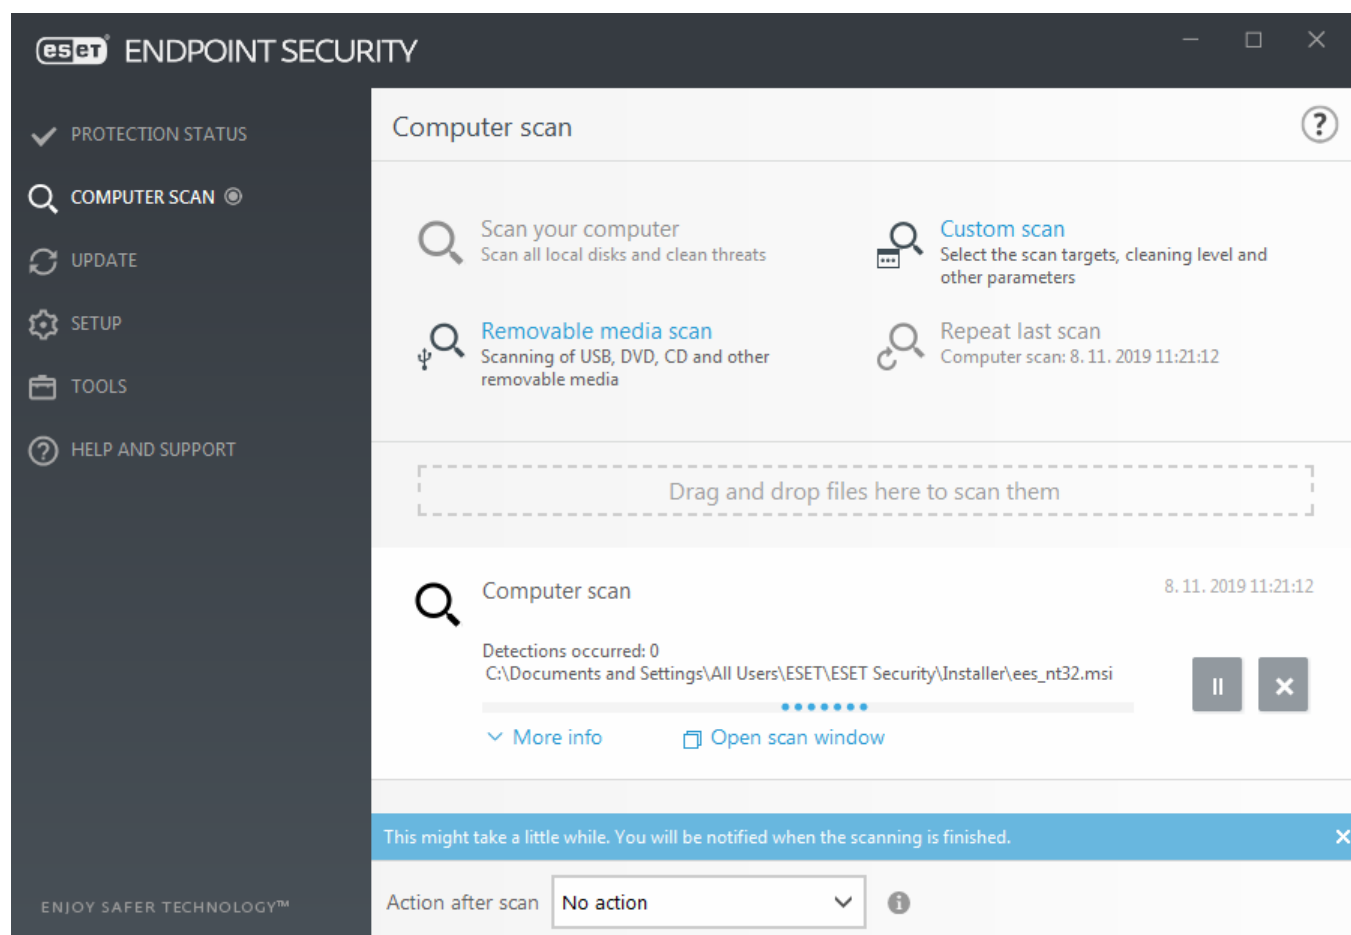 eset ENDPOINT SECURITY
PROTECTION STATUS
COMPUTER SCAN
UPDATE
SETUP
TOOLS
HELP AND SUPPORT
ENJOY SAFER TECHNOLOGY™
Computer scan
?
Scan your computer
Scan all local disks and clean threats
Custom scan
Select the scan targets, cleaning level and
other parameters
Removable media scan
Scanning of USB, DVD, CD and other
removable media
Repeat last scan
Computer scan: 8. 11. 2019 11:21:12
Drag and drop files here to scan them
Computer scan
8. 11. 2019 11:21:12
Detections occurred: 0
C:\Documents and Settings\All Users\ESET\ESET Security\Installer\ees_nt32.msi
More info
Open scan window
This might take a little while. You will be notified when the scanning is finished.
Action after scan
No action